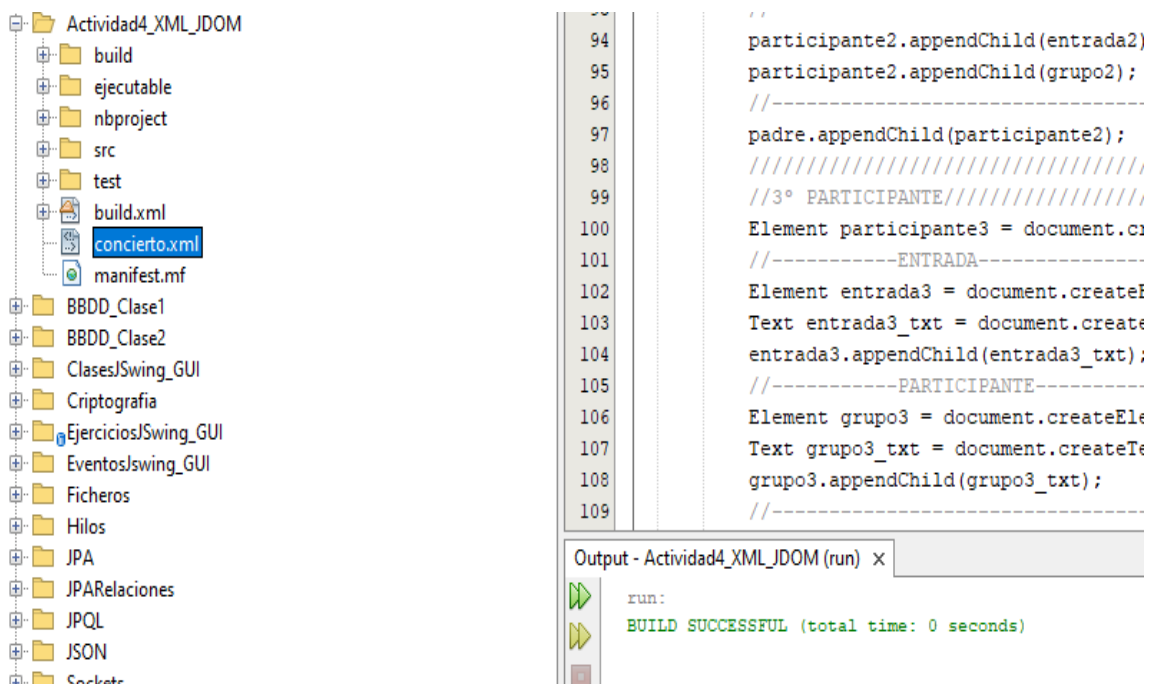 Actividad4_XML_JDOM
build
ejecutable
nbproject
src
test
build.xml
concierto.xml
manifest.mf
BBDD_Clase1
BBDD_Clase2
ClasesJSwing_GUI
Criptografia
EjerciciosJSwing_GUI
EventosJswing_GUI
Ficheros
Hilos
JPA
JPARelaciones
JPQL
JSON
Sockets
94 participante2.appendChild(entrada2)
95 participante2.appendChild(grupo2);
96 //--------------------------------
97 padre.appendChild(participante2);
98 //////////////////////////////////
99 //3º PARTICIPANTE/////////////////
100 Element participante3 = document.cr
101 //-----------ENTRADA--------------
102 Element entrada3 = document.createE
103 Text entrada3_txt = document.create
104 entrada3.appendChild(entrada3_txt);
105 //-----------PARTICIPANTE---------
106 Element grupo3 = document.createEle
107 Text grupo3_txt = document.createTe
108 grupo3.appendChild(grupo3_txt);
109 //--------------------------------
Output - Actividad4_XML_JDOM (run) x
run:
BUILD SUCCESSFUL (total time: 0 seconds)